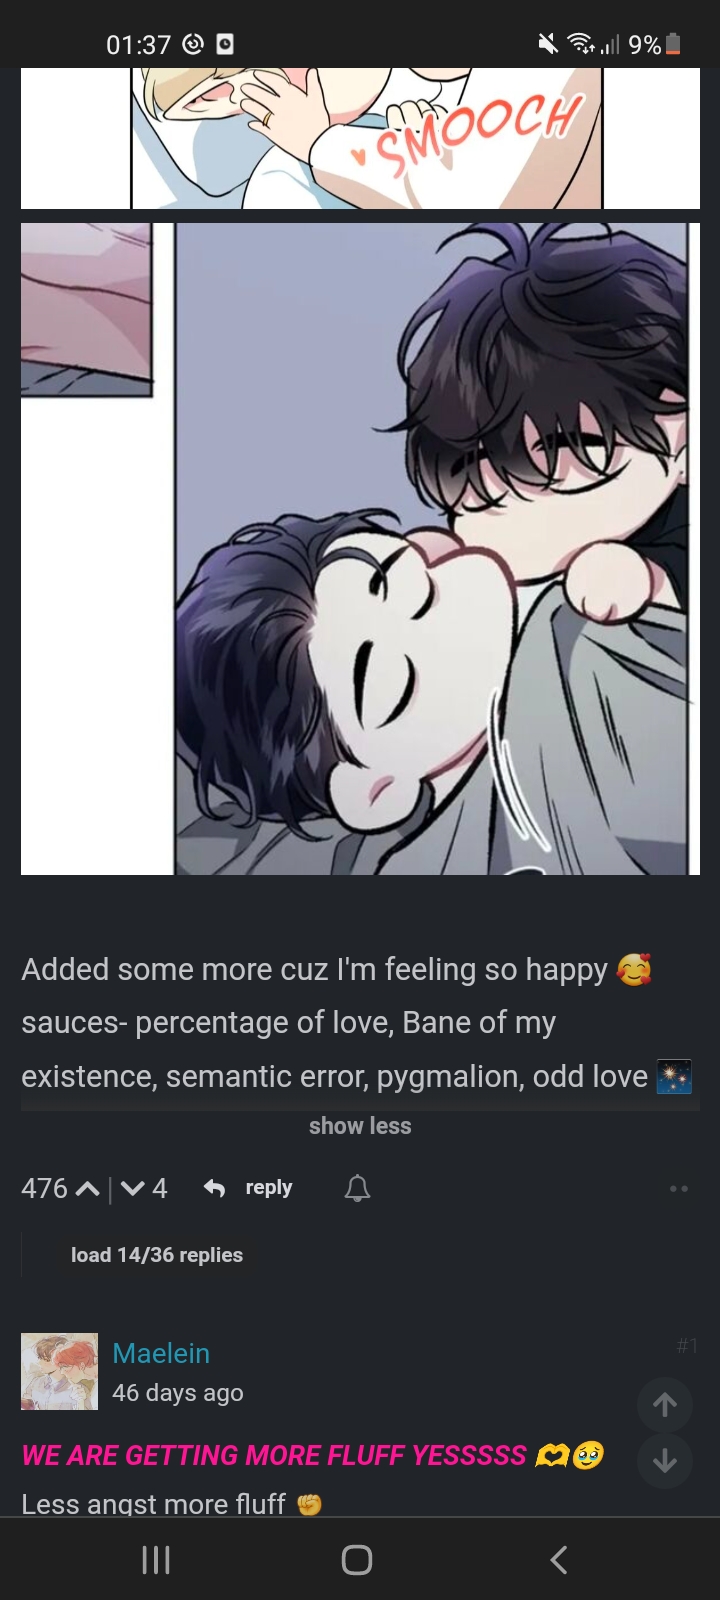 01:37
9%
SMOOCH
Added some more cuz I'm feeling so happy 🥰
sauces- percentage of love, Bane of my
existence, semantic error, pygmalion, odd love 🎇
show less
476 | 4 reply
load 14/36 replies
Maelein
#1
46 days ago
WE ARE GETTING MORE FLUFF YESSSSS 🫶🥹
Less angst more fluff ✊